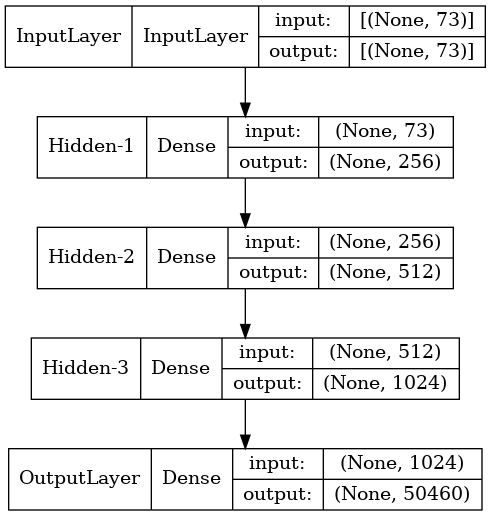 InputLayer InputLayer input: [(None, 73)]
output: [(None, 73)]
Hidden-1 Dense input: (None, 73)
output: (None, 256)
Hidden-2 Dense input: (None, 256)
output: (None, 512)
Hidden-3 Dense input: (None, 512)
output: (None, 1024)
OutputLayer Dense input: (None, 1024)
output: (None, 50460)